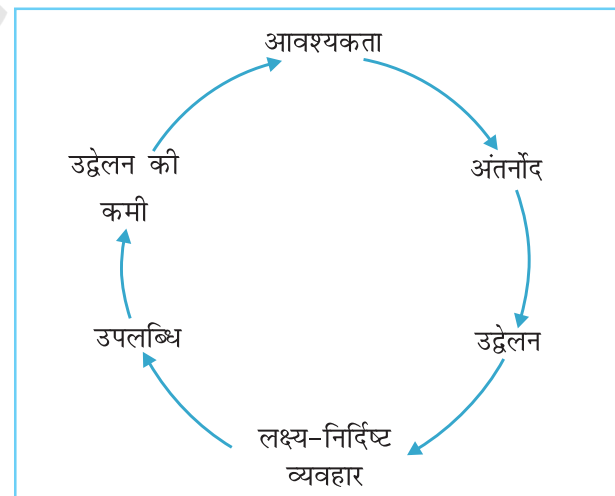 आवश्यकता
अंतर्नोद
उद्वेलन
लक्ष्य-निर्दिष्ट
व्यवहार
उपलब्धि
उद्वेलन की
कमी